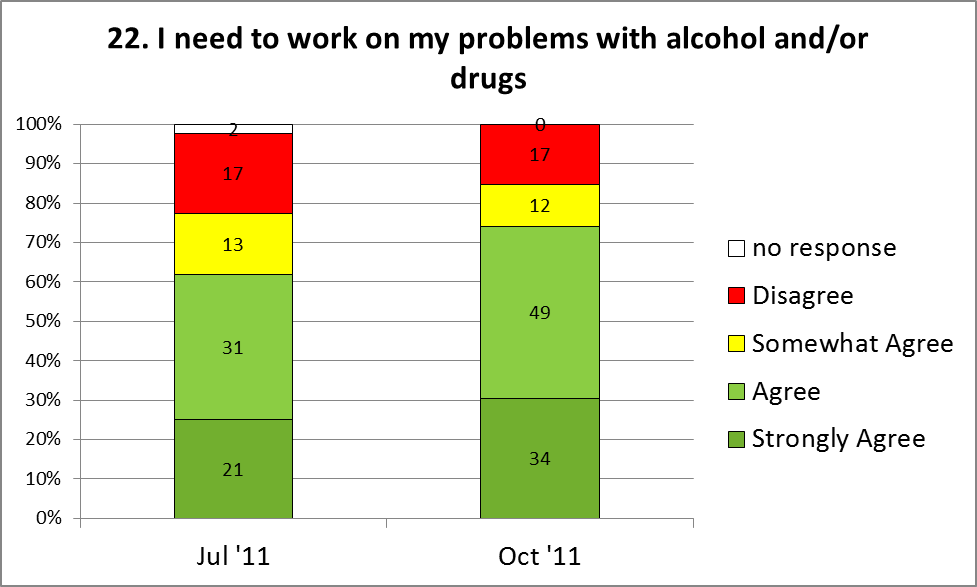 22. I need to work on my problems with alcohol and/or
drugs
100%
90%
80%
70%
60%
50%
40%
30%
20%
10%
0%
2
17
13
31
21
0
17
12
49
34
Jul '11
Oct '11
no response
Disagree
Somewhat Agree
Agree
Strongly Agree